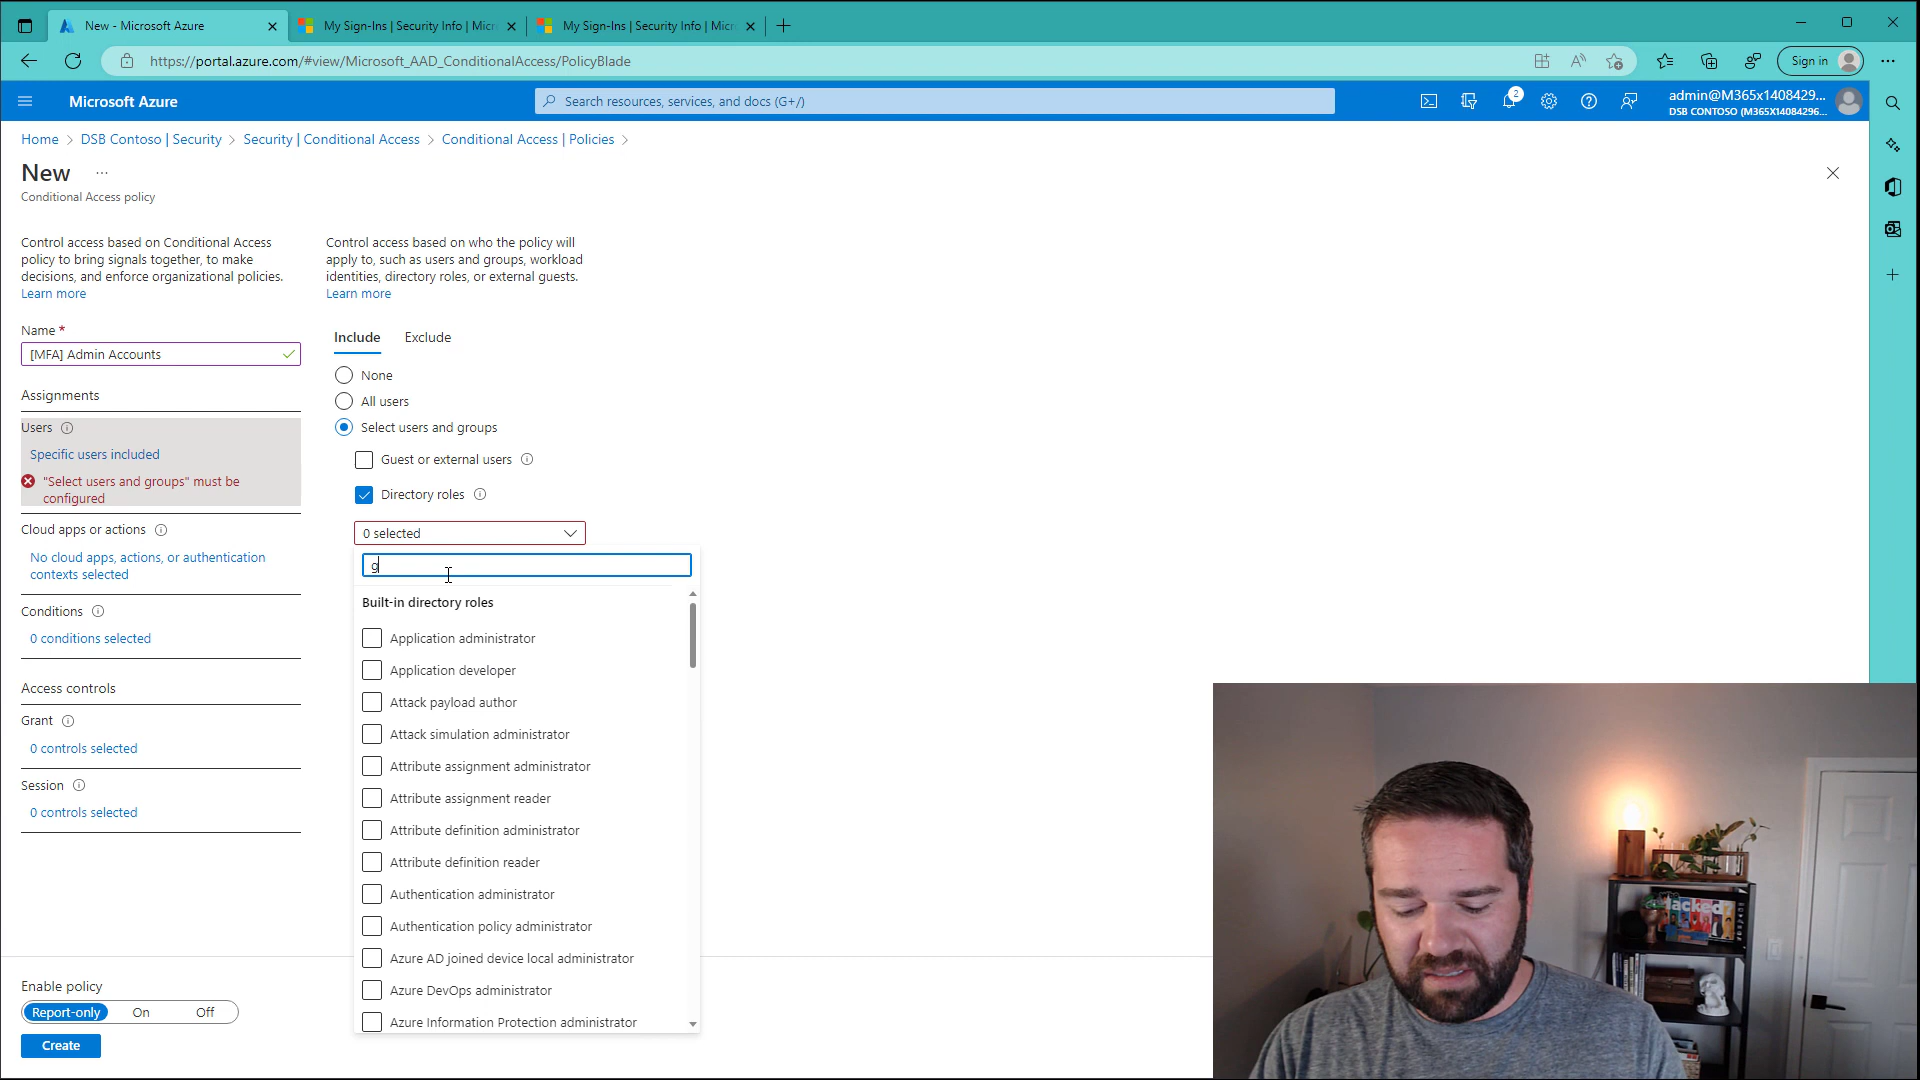 New - Microsoft Azure
My Sign-Ins | Security Info | Micr
My Sign-Ins | Security Info | Micr
https://portal.azure.com/#view/Microsoft_AAD_ConditionalAccess/PolicyBlade
Sign in
Microsoft Azure
Search resources, services, and docs (G+/)
2
admin@M365x1408429...
DSB CONTOSO (M365X14084296...
Home > DSB Contoso | Security > Security | Conditional Access > Conditional Access | Policies >
New ...
Conditional Access policy
Control access based on Conditional Access
policy to bring signals together, to make
decisions, and enforce organizational policies.
Learn more
Name *
[MFA] Admin Accounts
Assignments
Users
Specific users included
"Select users and groups" must be
configured
Cloud apps or actions
No cloud apps, actions, or authentication
contexts selected
Conditions
0 conditions selected
Access controls
Grant
0 controls selected
Session
0 controls selected
Control access based on who the policy will
apply to, such as users and groups, workload
identities, directory roles, or external guests.
Learn more
Include Exclude
None
All users
Select users and groups
Guest or external users
Directory roles
0 selected
g
Built-in directory roles
Application administrator
Application developer
Attack payload author
Attack simulation administrator
Attribute assignment administrator
Attribute assignment reader
Attribute definition administrator
Attribute definition reader
Authentication administrator
Authentication policy administrator
Azure AD joined device local administrator
Azure DevOps administrator
Azure Information Protection administrator
Enable policy
Report-only On Off
Create